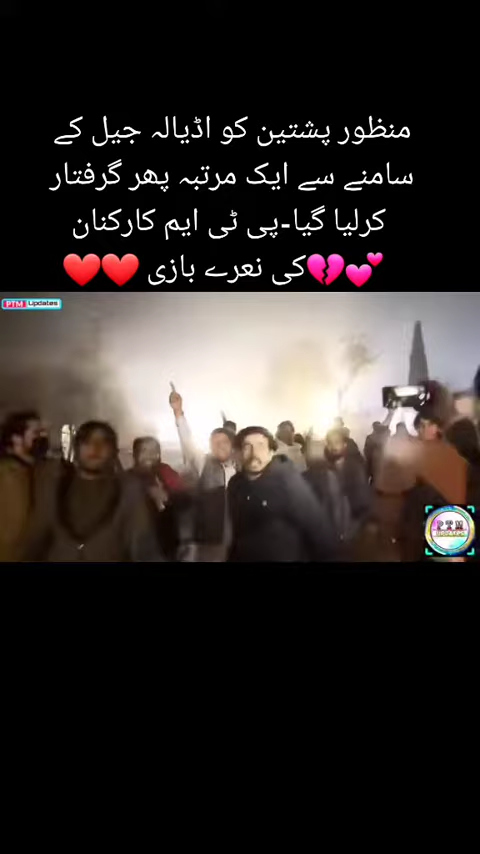 منظور پشتین کو اڈیالہ جیل کے
سامنے سے ایک مرتبہ پھر گرفتار
کرلیا گیا-پی ٹی ایم کارکنان
کی نعرے بازی ❤️❤️💔💕
PTM Updates
PTM